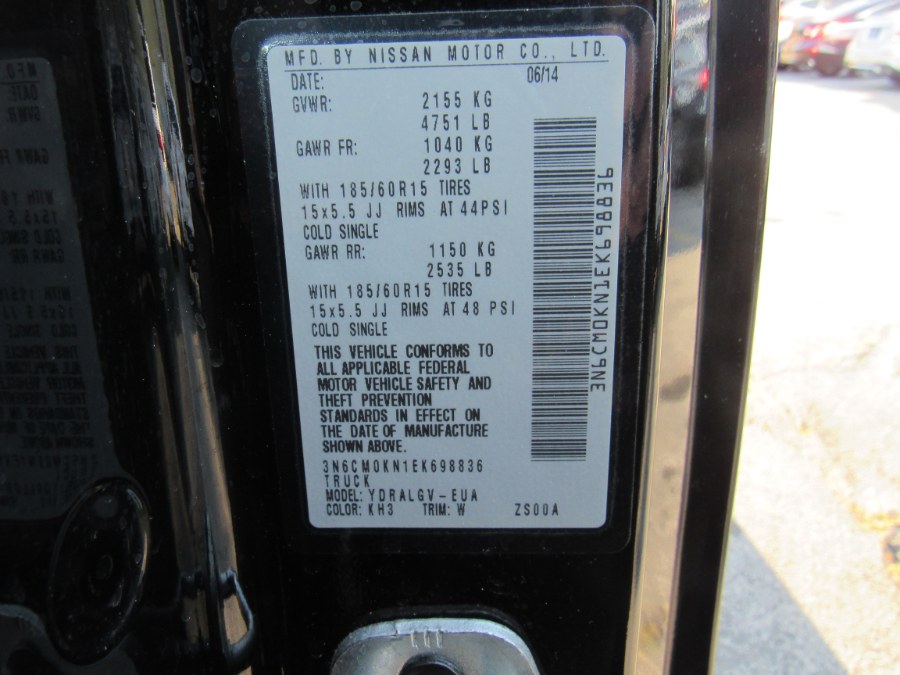 MFD. BY NISSAN MOTOR CO., LTD.
DATE: 06/14
GVWR: 2155 KG
4751 LB
GAWR FR: 1040 KG
2293 LB
WITH 185/60R15 TIRES
15x5.5 JJ RIMS AT 44PSI
COLD SINGLE
GAWR RR: 1150 KG
2535 LB
WITH 185/60R15 TIRES
15x5.5 JJ RIMS AT 48 PSI
COLD SINGLE
THIS VEHICLE CONFORMS TO
ALL APPLICABLE FEDERAL
MOTOR VEHICLE SAFETY AND
THEFT PREVENTION
STANDARDS IN EFFECT ON
THE DATE OF MANUFACTURE
SHOWN ABOVE.
3N6CM0KN1EK698836
TRUCK
MODEL: YDRALGV-EUA
COLOR: KH3 TRIM: W ZS00A
3N6CM0KN1EK698836